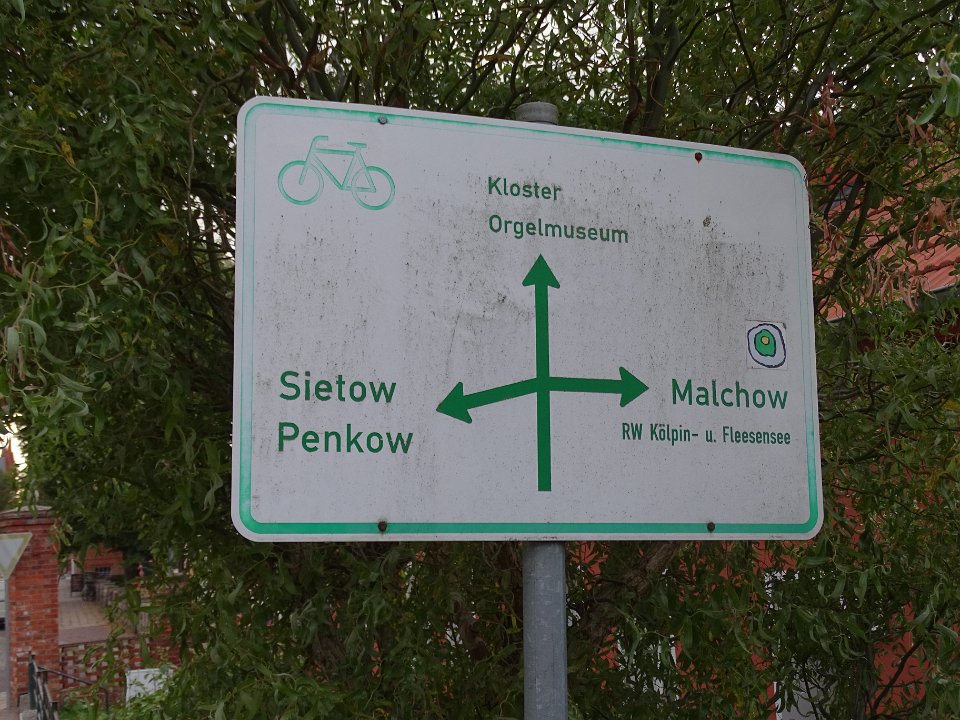 Kloster
Orgelmuseum
Sietow
Penkow
Malchow
RW Kölpin- u. Fleesensee